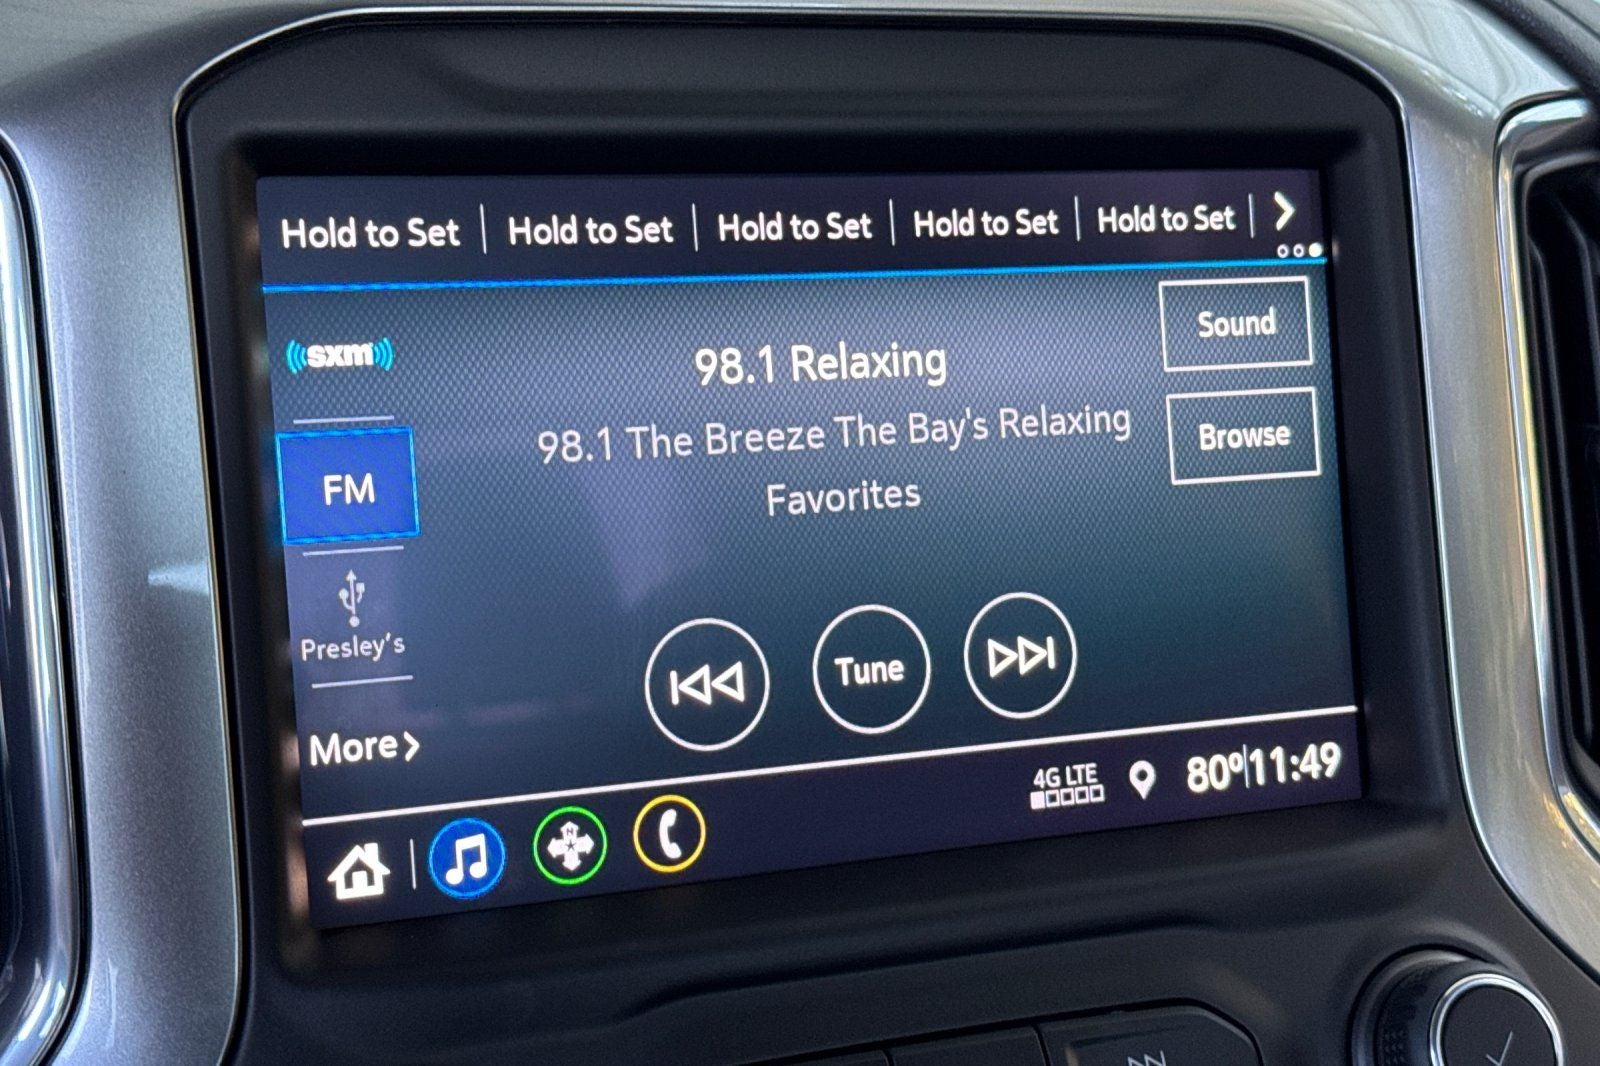 Hold to Set | Hold to Set | Hold to Set | Hold to Set | Hold to Set |
sxm
Sound
98.1 Relaxing
98.1 The Breeze The Bay's Relaxing
Favorites
Browse
FM
Presley's
Tune
More
4G LTE
80º|11:49
N